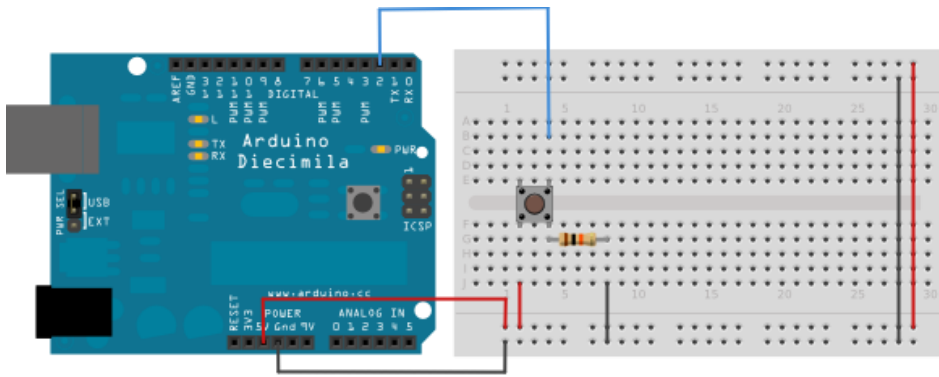 AREF
GND
13
12
11
10
9
8
7
6
5
4
3
2
1
0
PWM
PWM
PWM
PWM
PWM
PWM
TX
RX
DIGITAL
L
TX
RX
Arduino
Diecimila
PWR
1
ICSP
PWR SEL
USB
EXT
www.arduino.cc
RESET
3V3
POWER
5V Gnd 9V
ANALOG IN
0 1 2 3 4 5
1 5 10 15 20 25 30
A
B
C
D
E
F
G
H
I
J
1 5 10 15 20 25 30